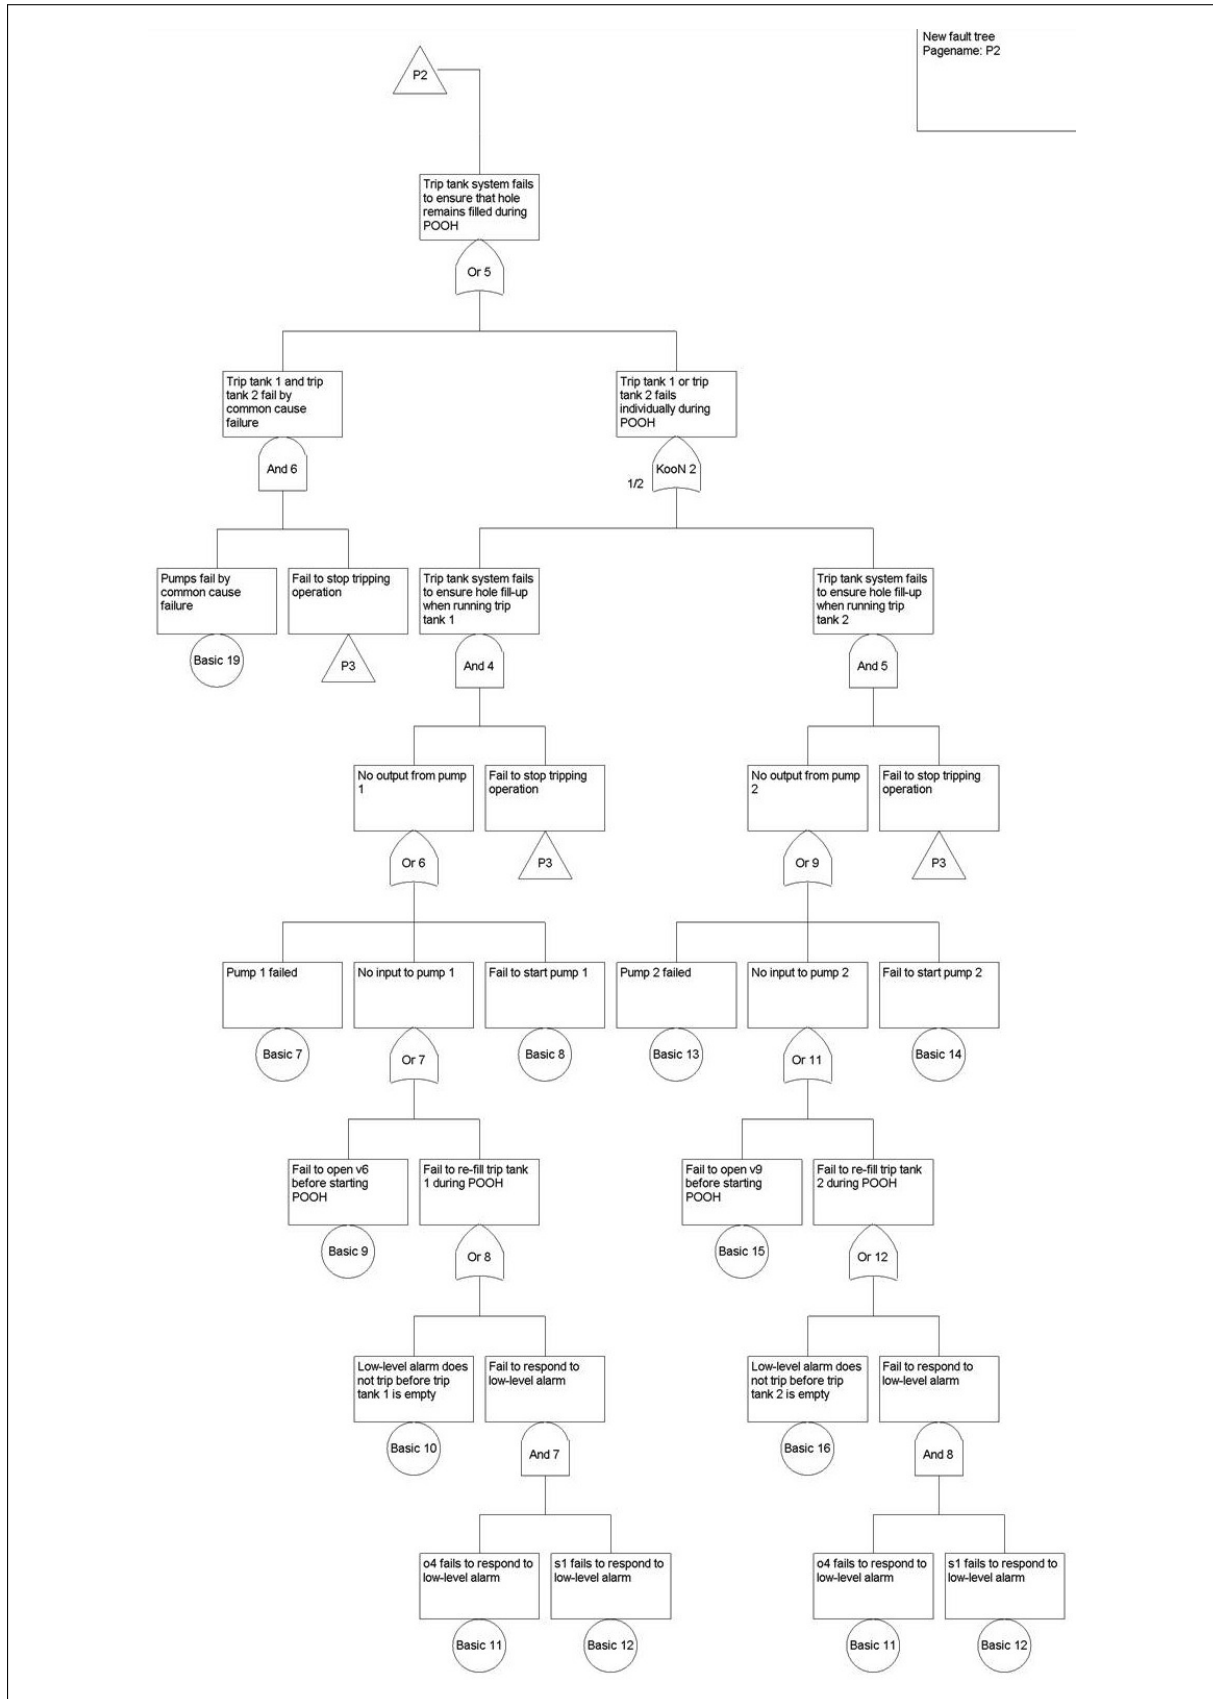 New fault tree
Pagename: P2
P2
Trip tank system fails
to ensure that hole
remains filled during
POOH
Or 5
Trip tank 1 and trip
tank 2 fail by
common cause
failure
Trip tank 1 or trip
tank 2 fails
individually during
POOH
And 6
1/2
KooN 2
Pumps fail by
common cause
failure
Fail to stop tripping
operation
Trip tank system fails
to ensure hole fill-up
when running trip
tank 1
Trip tank system fails
to ensure hole fill-up
when running trip
tank 2
Basic 19
P3
And 4
And 5
No output from pump
1
Fail to stop tripping
operation
No output from pump
2
Fail to stop tripping
operation
Or 6
P3
Or 9
P3
Pump 1 failed
No input to pump 1
Fail to start pump 1
Pump 2 failed
No input to pump 2
Fail to start pump 2
Basic 7
Or 7
Basic 8
Basic 13
Or 11
Basic 14
Fail to open v6
before starting
POOH
Fail to re-fill trip tank
1 during POOH
Fail to open v9
before starting
POOH
Fail to re-fill trip tank
2 during POOH
Basic 9
Or 8
Basic 15
Or 12
Low-level alarm does
not trip before trip
tank 1 is empty
Fail to respond to
low-level alarm
Low-level alarm does
not trip before trip
tank 2 is empty
Fail to respond to
low-level alarm
Basic 10
And 7
Basic 16
And 8
o4 fails to respond to
low-level alarm
s1 fails to respond to
low-level alarm
o4 fails to respond to
low-level alarm
s1 fails to respond to
low-level alarm
Basic 11
Basic 12
Basic 11
Basic 12